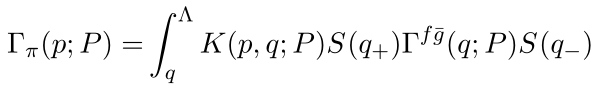 Γ_π(p; P) = ∫_q^Λ K(p, q; P)S(q_+)Γ^{f\bar{g}}(q; P)S(q_−)